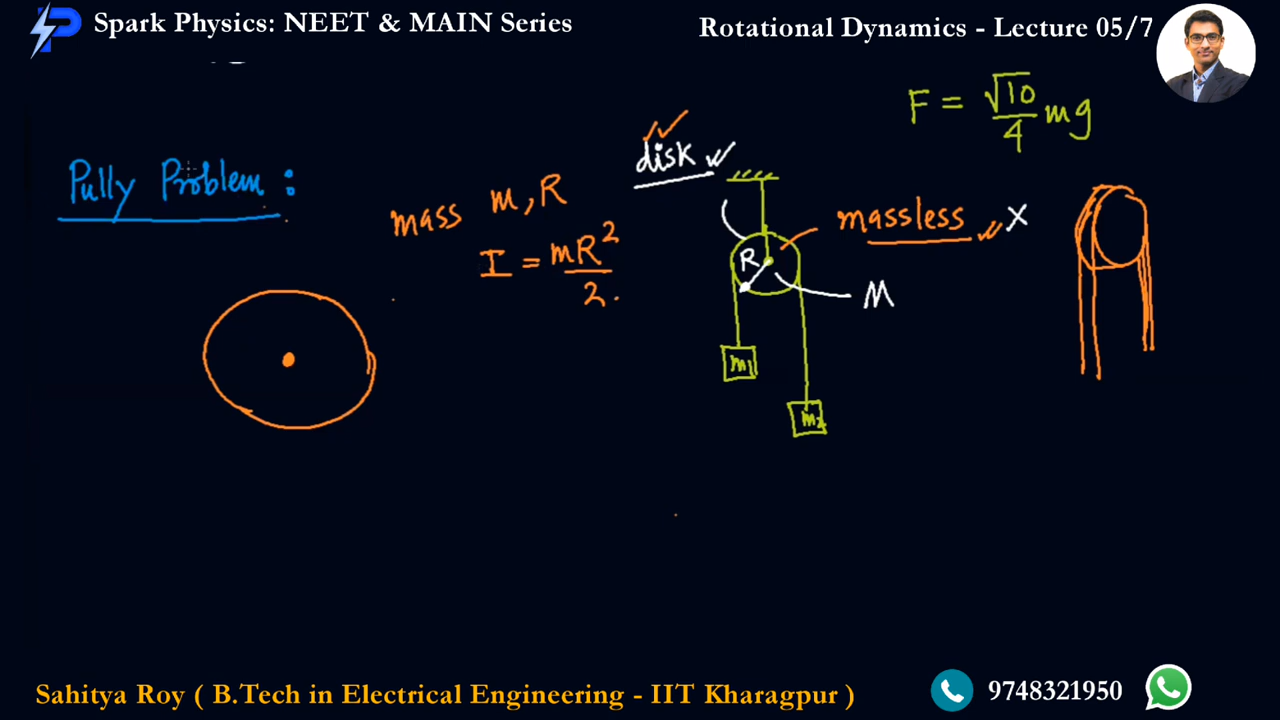 Spark Physics: NEET & MAIN Series
Rotational Dynamics - Lecture 05/7
F = √10/4 mg
disk
Pully Problem :
mass m, R
massless
I = mR²/2.
R
M
m1
m2
Sahitya Roy ( B.Tech in Electrical Engineering - IIT Kharagpur )
9748321950